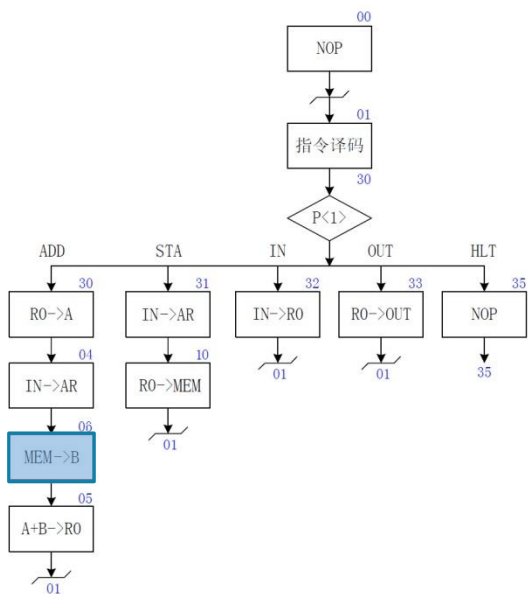 00
NOP
01
指令译码
30
P<1>
ADD STA IN OUT HLT
30 31 32 33 35
R0->A IN->AR IN->R0 R0->OUT NOP
04 10 01 01 35
IN->AR R0->MEM
06 01
MEM->B
05
A+B->R0
01